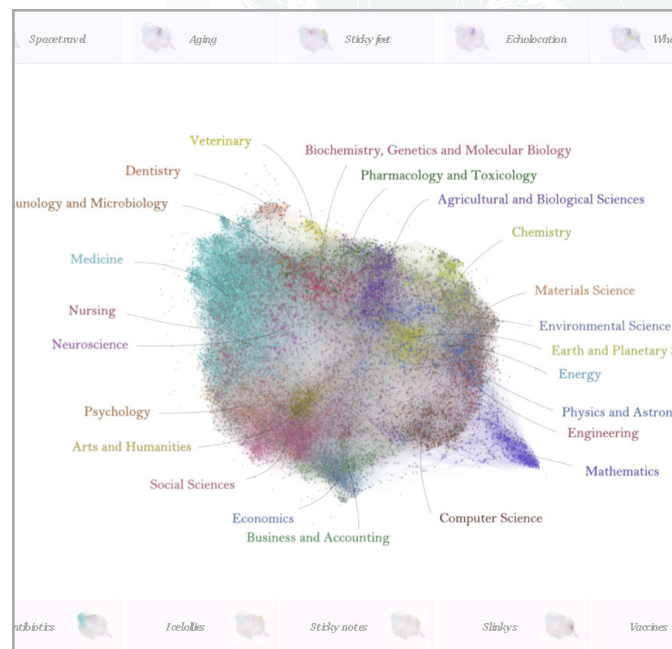 Space travel
Aging
Sticky feet
Echolocation
Veterinary
Biochemistry, Genetics and Molecular Biology
Dentistry
Pharmacology and Toxicology
unology and Microbiology
Agricultural and Biological Sciences
Chemistry
Medicine
Materials Science
Nursing
Environmental Science
Neuroscience
Earth and Planetary
Energy
Psychology
Physics and Astron
Engineering
Arts and Humanities
Mathematics
Social Sciences
Economics
Computer Science
Business and Accounting
ntibiotics
Icelollies
Sticky notes
Slinkys
Vaccines